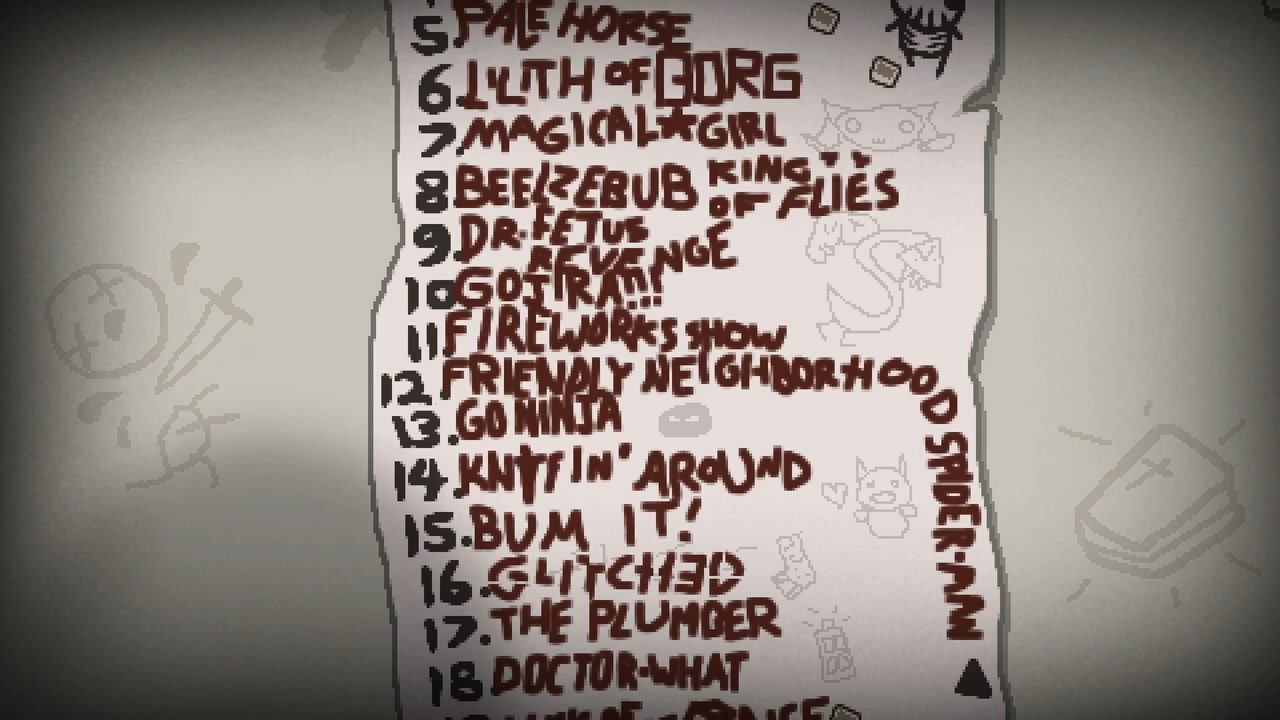 5. PALE HORSE
6. LILITH OF BORG
7. MAGICAL★GIRL
8. BEELZEBUB KING OF FLIES
9. DR. FETUS REVENGE
10 GOJIRA!!!
11. FIREWORKS SHOW
12. FRIENDLY NEIGHBORHOOD SPIDER-MAN
13. GO NINJA
14. KNIFFIN' AROUND
15. BUM IT!
16. GLITCH3D
17. THE PLUMBER
18 DOCTOR-WHAT